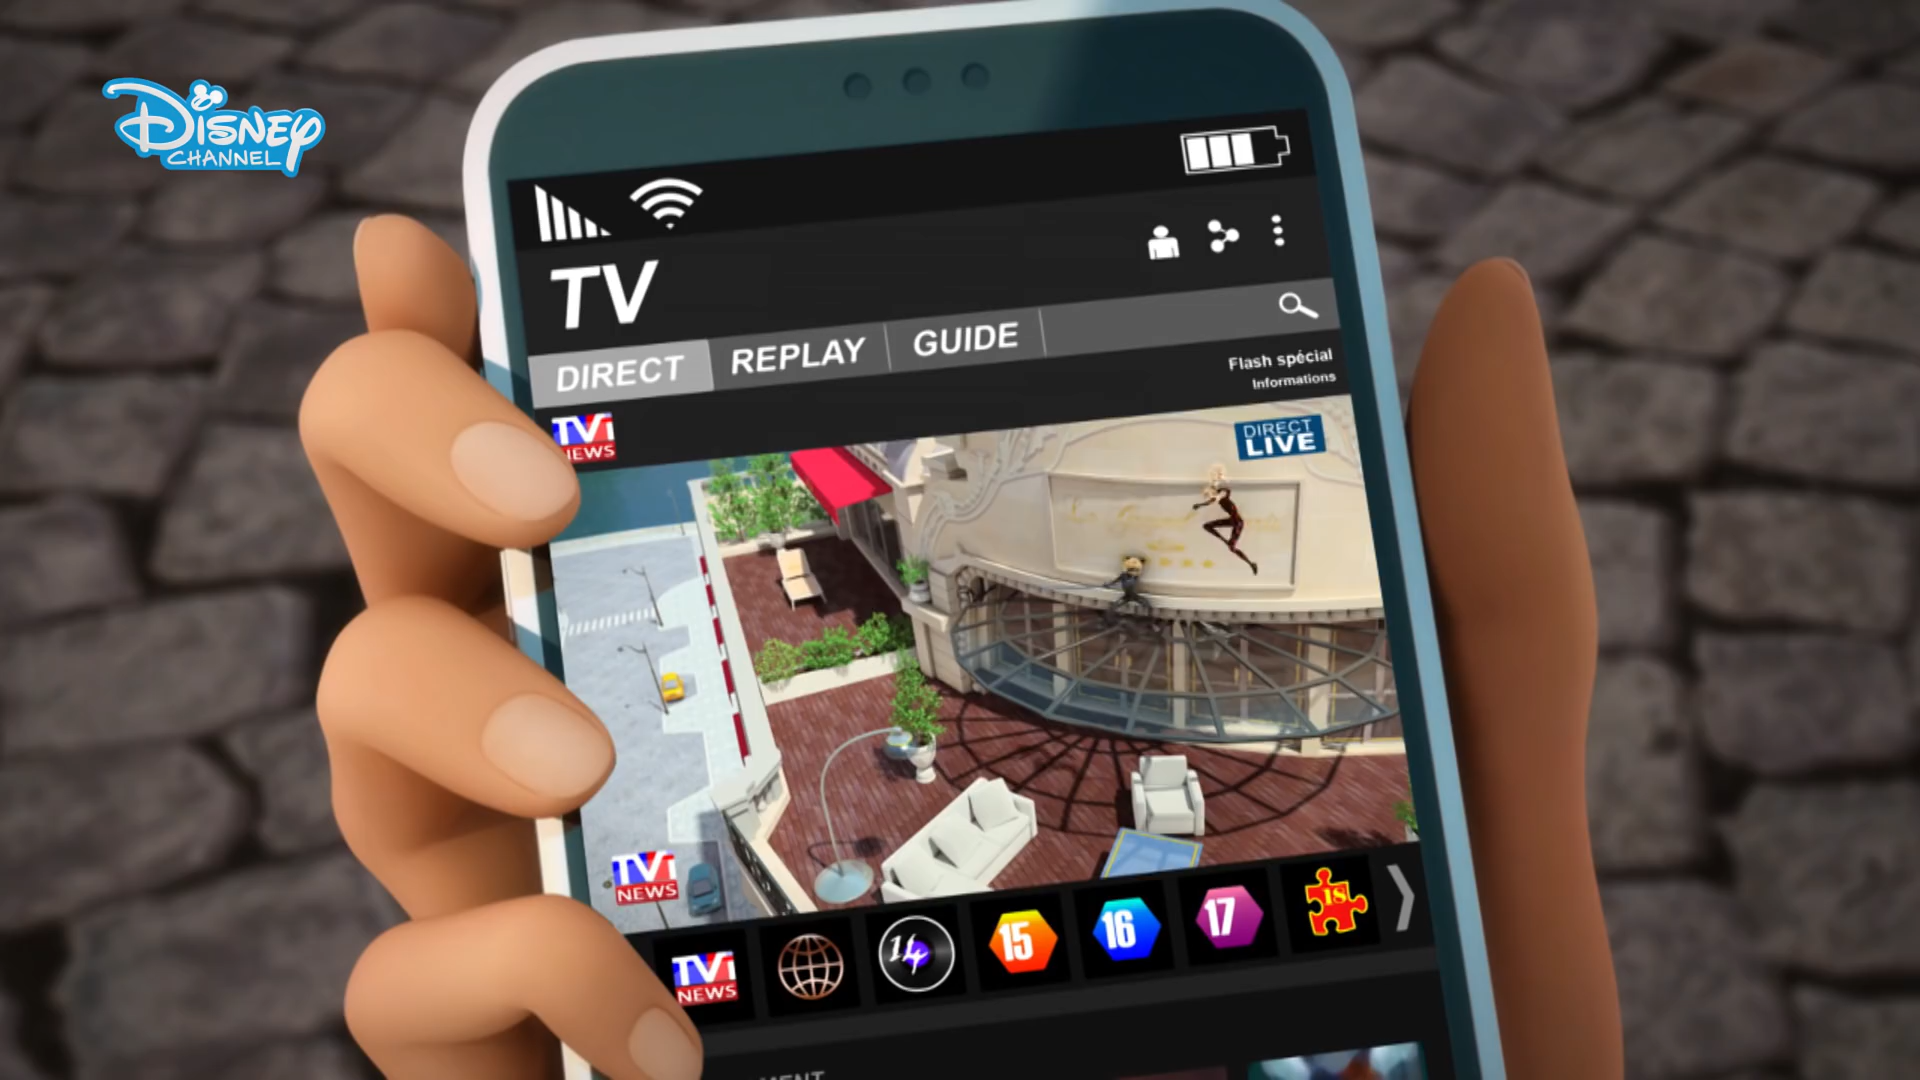 DISNEY
CHANNEL
TV
DIRECT
REPLAY
GUIDE
Flash spécial
Informations
TVi
NEWS
DIRECT
LIVE
TVi
NEWS
TVi
NEWS
14
15
16
17
18